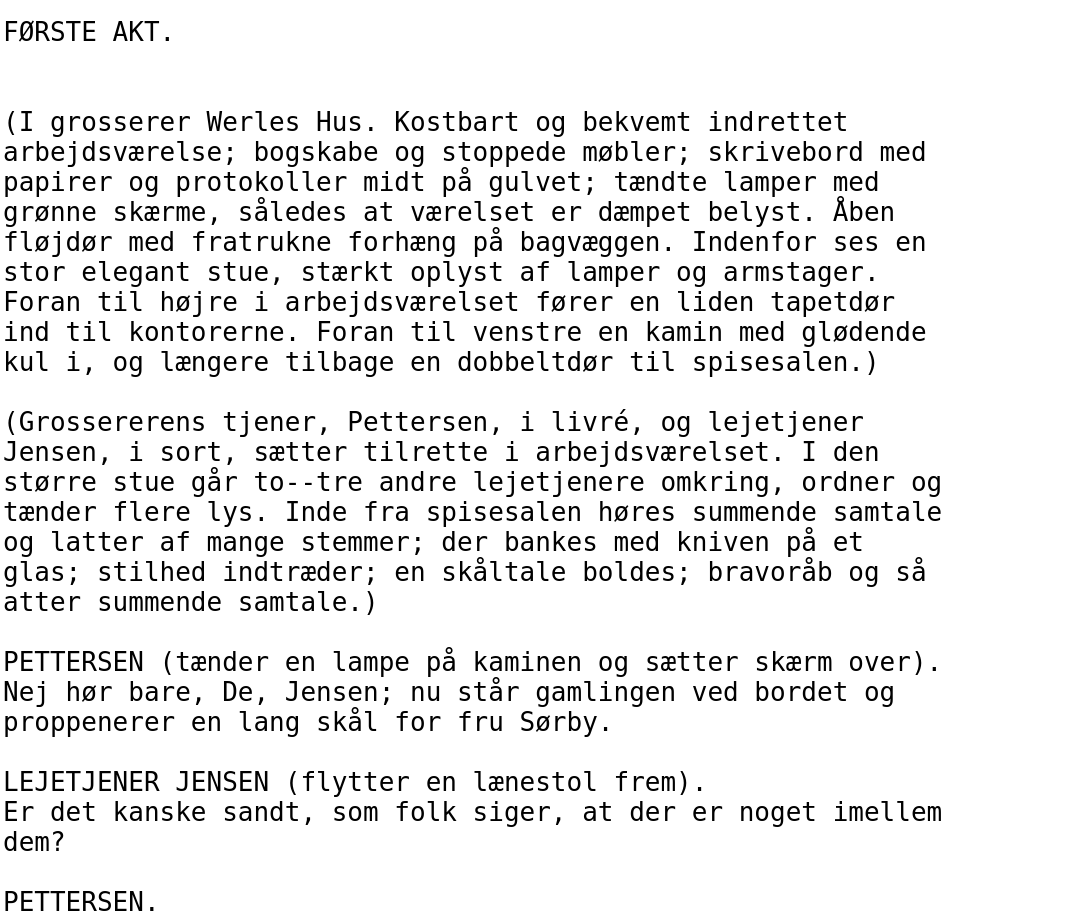 FØRSTE AKT.

(I grosserer Werles Hus. Kostbart og bekvemt indrettet
arbejdsværelse; bogskabe og stoppede møbler; skrivebord med
papirer og protokoller midt på gulvet; tændte lamper med
grønne skærme, således at værelset er dæmpet belyst. Åben
fløjdør med fratrukne forhæng på bagvæggen. Indenfor ses en
stor elegant stue, stærkt oplyst af lamper og armstager.
Foran til højre i arbejdsværelset fører en liden tapetdør
ind til kontorerne. Foran til venstre en kamin med glødende
kul i, og længere tilbage en dobbeltdør til spisesalen.)

(Grossererens tjener, Pettersen, i livré, og lejetjener
Jensen, i sort, sætter tilrette i arbejdsværelset. I den
større stue går to--tre andre lejetjenere omkring, ordner og
tænder flere lys. Inde fra spisesalen høres summende samtale
og latter af mange stemmer; der bankes med kniven på et
glas; stilhed indtræder; en skåltale boldes; bravoråb og så
atter summende samtale.)

PETTERSEN (tænder en lampe på kaminen og sætter skærm over).
Nej hør bare, De, Jensen; nu står gamlingen ved bordet og
proppenerer en lang skål for fru Sørby.

LEJETJENER JENSEN (flytter en lænestol frem).
Er det kanske sandt, som folk siger, at der er noget imellem
dem?

PETTERSEN.